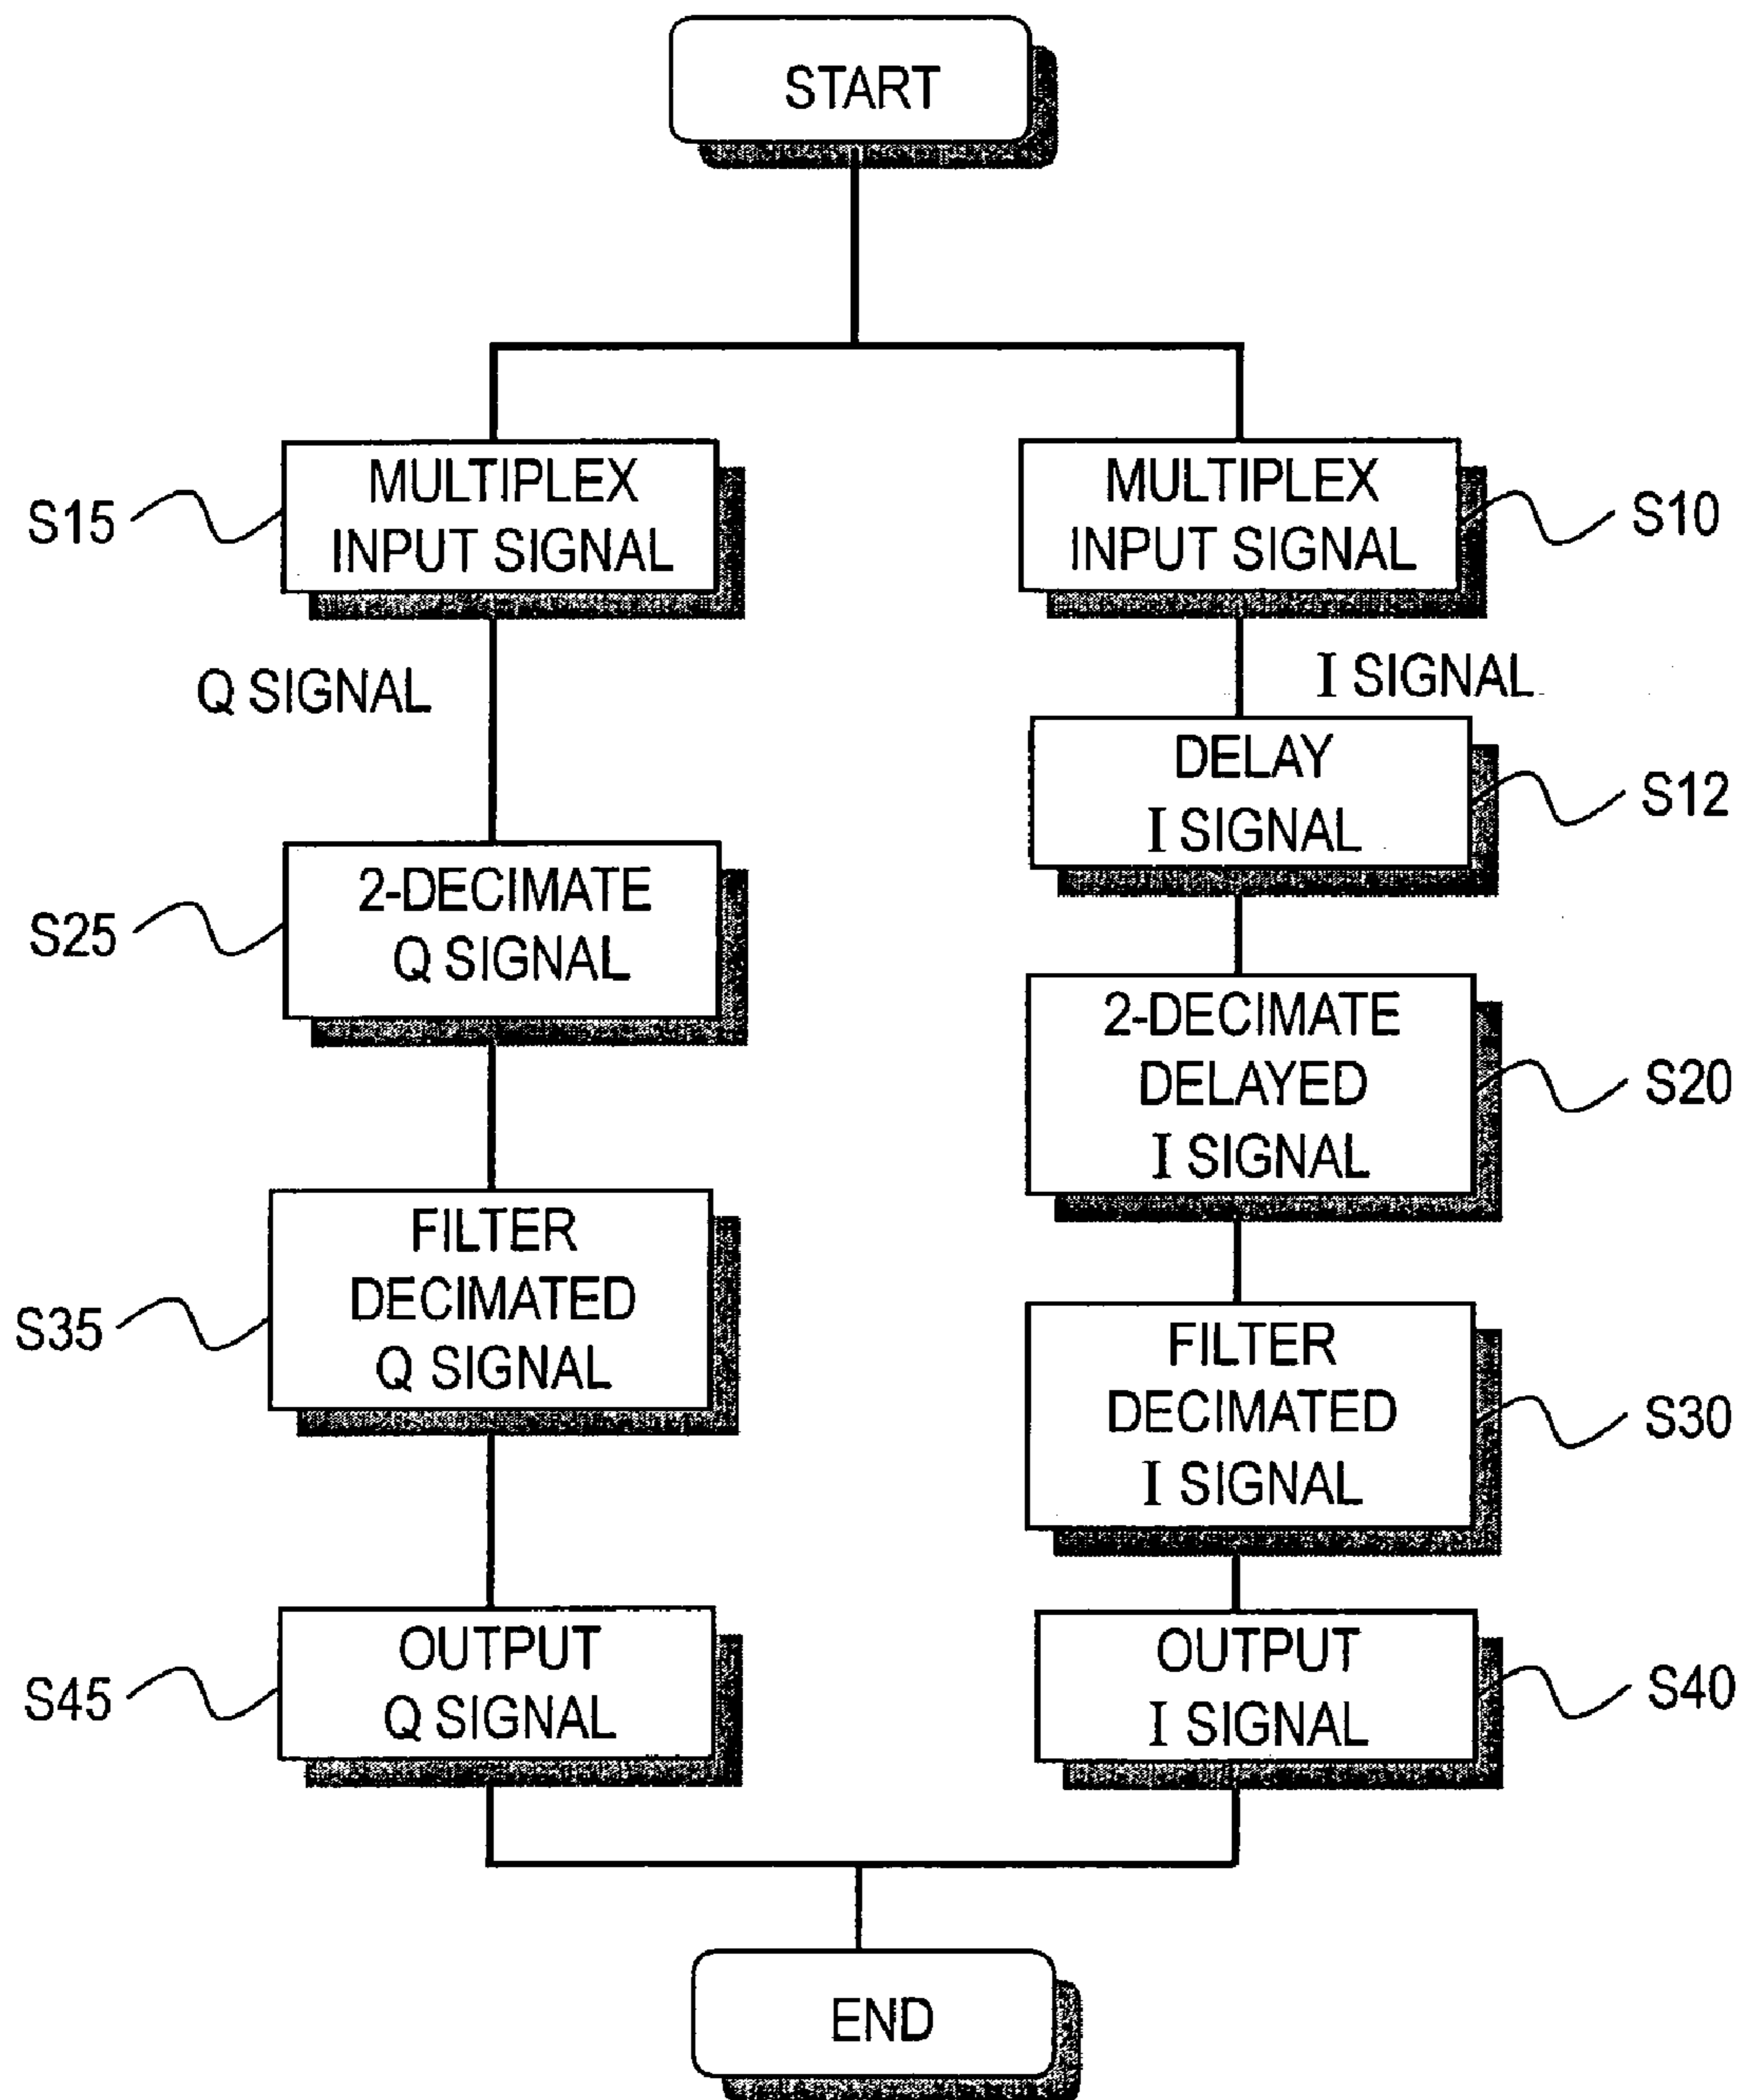 START
S15
MULTIPLEX
INPUT SIGNAL
MULTIPLEX
INPUT SIGNAL
S10
Q SIGNAL
I SIGNAL
DELAY
I SIGNAL
S12
S25
2-DECIMATE
Q SIGNAL
2-DECIMATE
DELAYED
I SIGNAL
S20
S35
FILTER
DECIMATED
Q SIGNAL
FILTER
DECIMATED
I SIGNAL
S30
S45
OUTPUT
Q SIGNAL
OUTPUT
I SIGNAL
S40
END